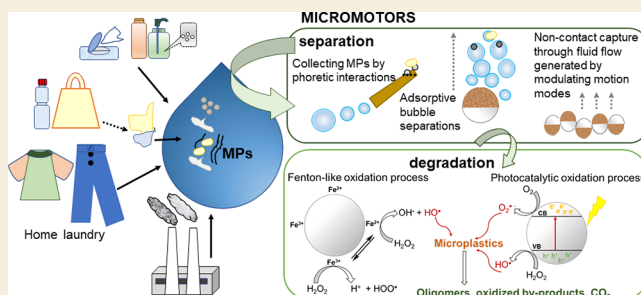 MICROMOTORS
separation
Collecting MPs by
phoretic interactions
Adsorptive
bubble
separations
Non-contact capture
through fluid flow
generated by
modulating motion
modes
MPs
Home laundry
degradation
Fenton-like oxidation process
Fe²⁺
Fe³⁺
Fe²⁺
Fe³⁺
OH⁻ + HO•
H₂O₂
H₂O₂
H⁺ + HOO•
Microplastics
Photocatalytic oxidation process
O₂
O₂•⁻
CB
e⁻ e⁻ e⁻
VB
h⁺ h⁺ h⁺
HO•
H₂O₂
Oligomers, oxidized by-products, CO₂